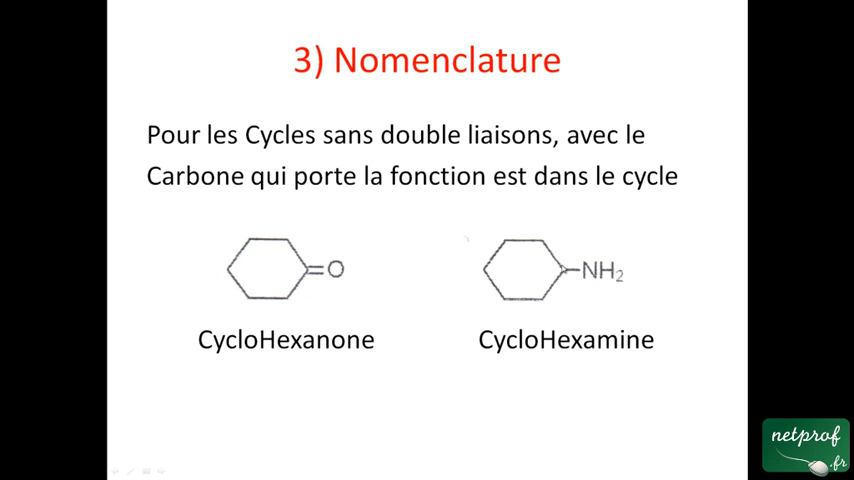 3) Nomenclature
Pour les Cycles sans double liaisons, avec le
Carbone qui porte la fonction est dans le cycle
=O
NH₂
CycloHexanone
CycloHexamine
netprof
.fr